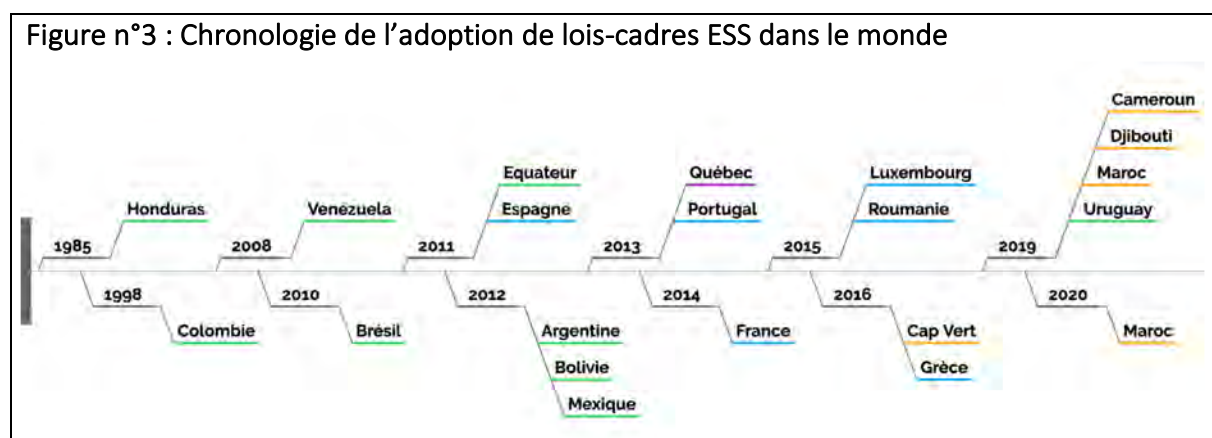 Figure n°3 : Chronologie de l’adoption de lois-cadres ESS dans le monde
1985
Honduras
1998
Colombie
2008
Venezuela
2010
Brésil
2011
Equateur
Espagne
2012
Argentine
Bolivie
Mexique
2013
Québec
Portugal
2014
France
2015
Luxembourg
Roumanie
2016
Cap Vert
Grèce
2019
Cameroun
Djibouti
Maroc
Uruguay
2020
Maroc